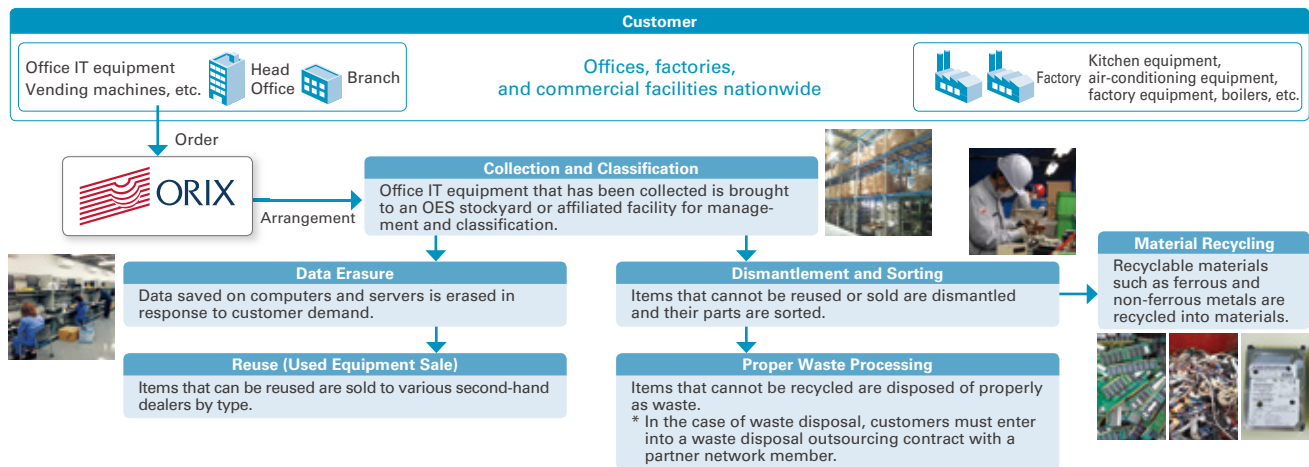 Customer
Office IT equipment
Vending machines, etc.
Head
Office
Branch
Offices, factories,
and commercial facilities nationwide
Factory
Kitchen equipment,
air-conditioning equipment,
factory equipment, boilers, etc.
Order
ORIX
Arrangement
Collection and Classification
Office IT equipment that has been collected is brought
to an OES stockyard or affiliated facility for manage-
ment and classification.
Data Erasure
Data saved on computers and servers is erased in
response to customer demand.
Reuse (Used Equipment Sale)
Items that can be reused are sold to various second-hand
dealers by type.
Dismantlement and Sorting
Items that cannot be reused or sold are dismantled
and their parts are sorted.
Proper Waste Processing
Items that cannot be recycled are disposed of properly
as waste.
* In the case of waste disposal, customers must enter
into a waste disposal outsourcing contract with a
partner network member.
Material Recycling
Recyclable materials
such as ferrous and
non-ferrous metals are
recycled into materials.